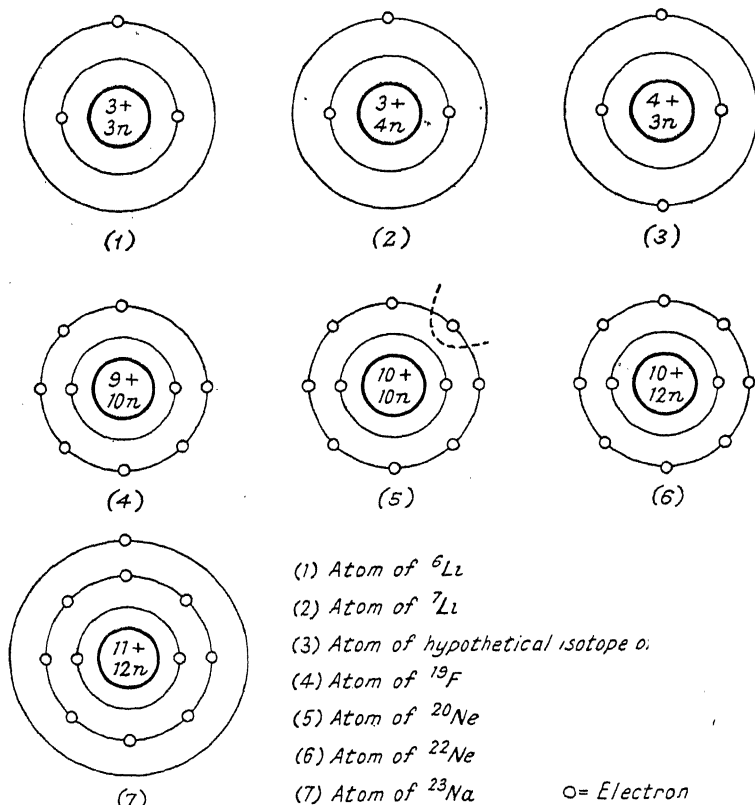 3+
3n
3+
4n
4+
3n
(1)
(2)
(3)
9+
10n
10+
10n
10+
12n
(4)
(5)
(6)
11+
12n
(7)
(1) Atom of ⁶Li
(2) Atom of ⁷Li
(3) Atom of hypothetical isotope
(4) Atom of ¹⁹F
(5) Atom of ²⁰Ne
(6) Atom of ²²Ne
(7) Atom of ²³Na
O = Electron